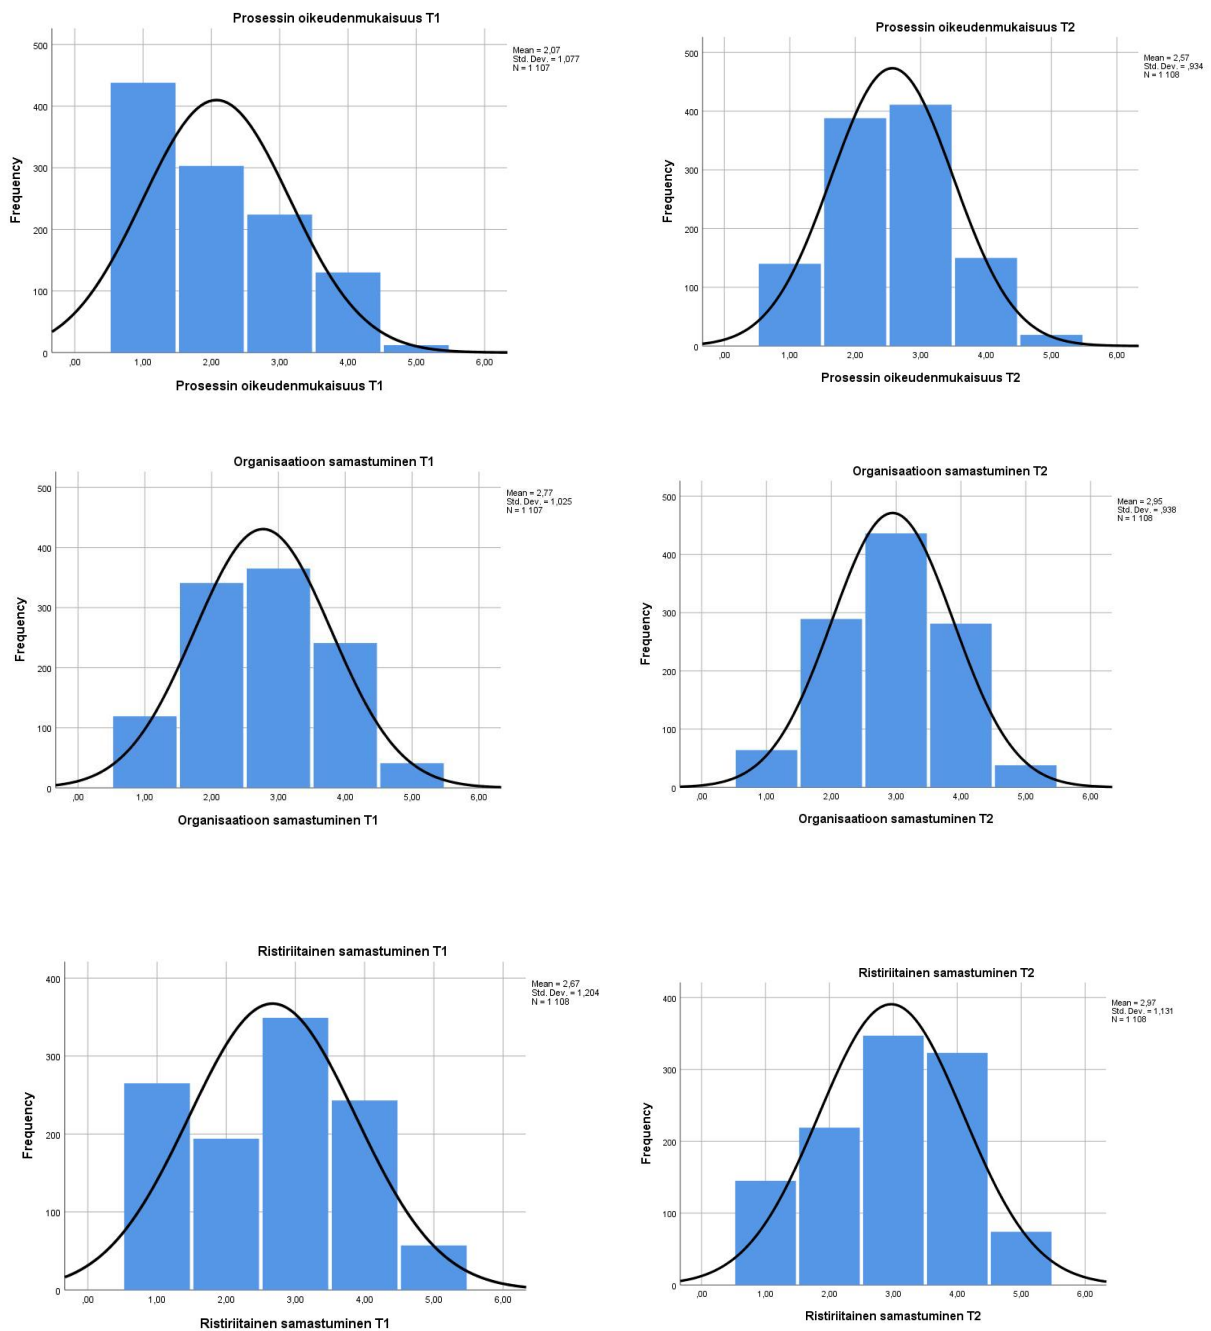 Prosessin oikeudenmukaisuus T1
Mean = 2,07
Std. Dev. = 1,077
N = 1 107
Frequency
500
400
300
200
100
0
,00 1,00 2,00 3,00 4,00 5,00 6,00
Prosessin oikeudenmukaisuus T1
Prosessin oikeudenmukaisuus T2
Mean = 2,57
Std. Dev. = ,934
N = 1 108
Frequency
500
400
300
200
100
0
,00 1,00 2,00 3,00 4,00 5,00 6,00
Prosessin oikeudenmukaisuus T2
Organisaatioon samastuminen T1
Mean = 2,77
Std. Dev. = 1,025
N = 1 107
Frequency
500
400
300
200
100
0
,00 1,00 2,00 3,00 4,00 5,00 6,00
Organisaatioon samastuminen T1
Organisaatioon samastuminen T2
Mean = 2,95
Std. Dev. = ,938
N = 1 108
Frequency
500
400
300
200
100
0
,00 1,00 2,00 3,00 4,00 5,00 6,00
Organisaatioon samastuminen T2
Ristiriitainen samastuminen T1
Mean = 2,67
Std. Dev. = 1,204
N = 1 108
Frequency
400
300
200
100
0
,00 1,00 2,00 3,00 4,00 5,00 6,00
Ristiriitainen samastuminen T1
Ristiriitainen samastuminen T2
Mean = 2,97
Std. Dev. = 1,131
N = 1 108
Frequency
400
300
200
100
0
,00 1,00 2,00 3,00 4,00 5,00 6,00
Ristiriitainen samastuminen T2